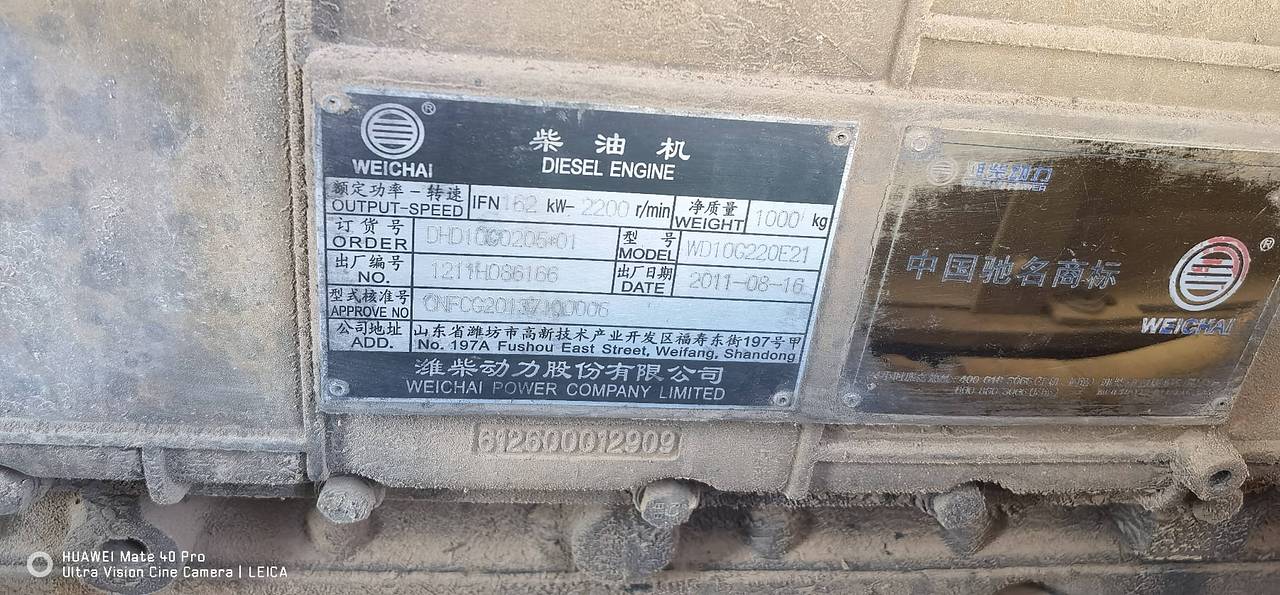 WEICHAI ®
柴油机
DIESEL ENGINE
额定功率－转速
OUTPUT-SPEED
IFN 162 kW- 2200 r/min
净质量
WEIGHT
1000 kg
订货号
ORDER
DHD10G0205*01
型号
MODEL
WD10G220E21
出厂编号
NO.
1211H086166
出厂日期
DATE
2011-08-16
型式核准号
APPROVE NO
公司地址
ADD.
山东省潍坊市高新技术产业开发区福寿东街197号甲
No. 197A Fushou East Street, Weifang, Shandong
潍柴动力股份有限公司
WEICHAI POWER COMPANY LIMITED
潍柴动力
中国驰名商标
®
WEICHAI
612600012909
HUAWEI Mate 40 Pro
Ultra Vision Cine Camera | LEICA